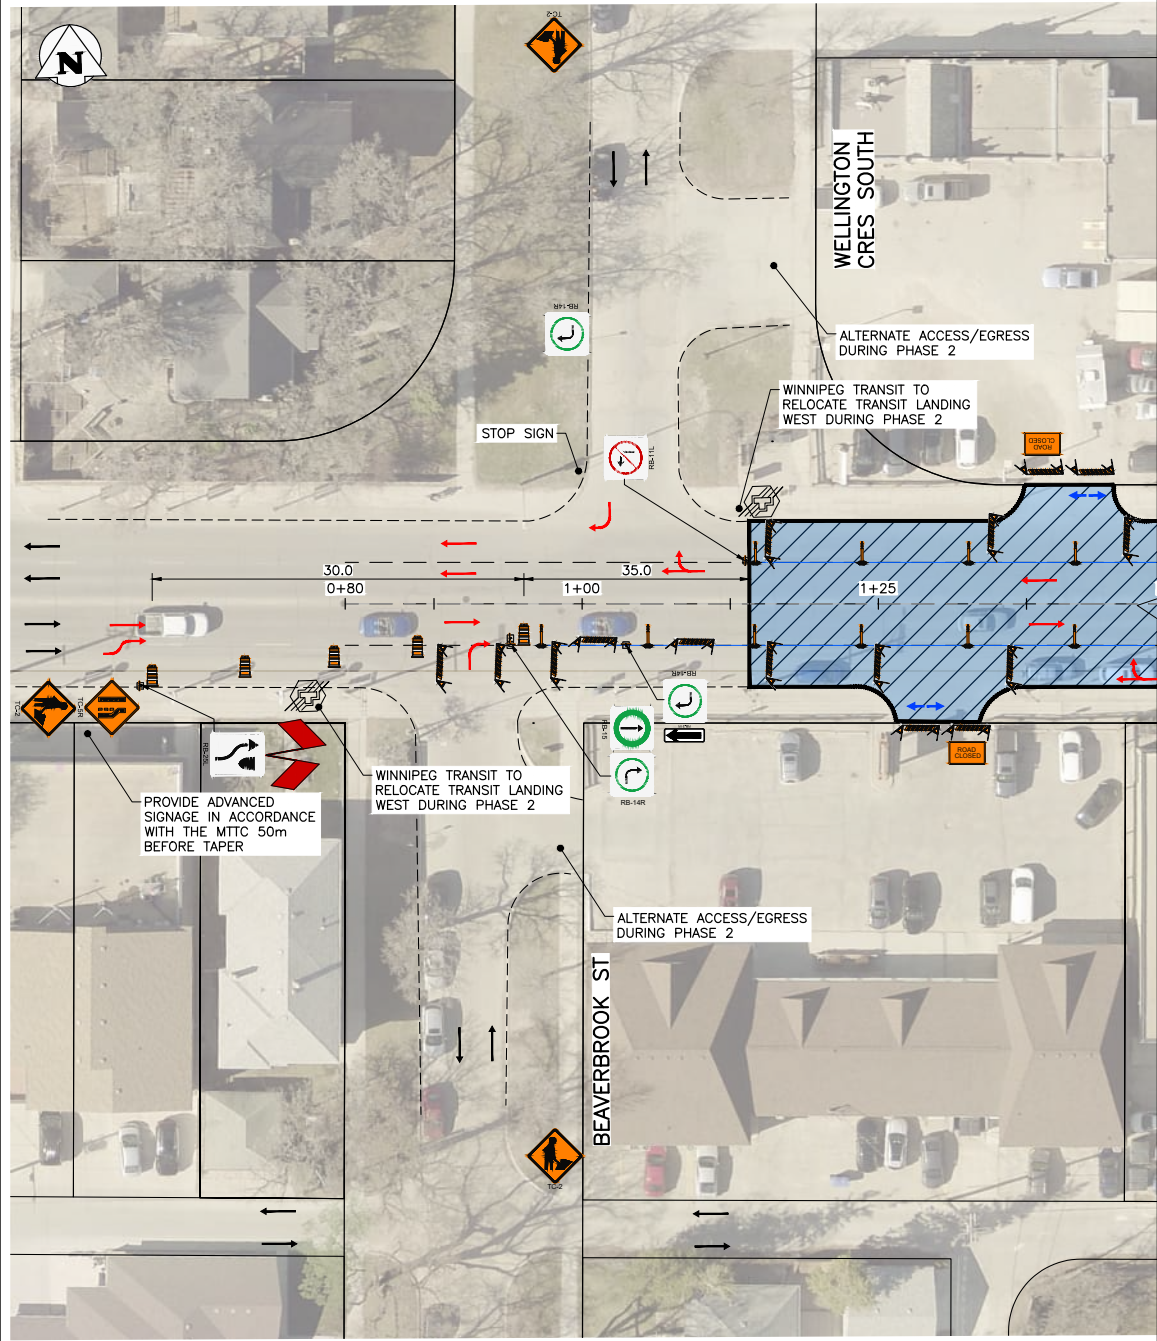 TC-2
N
WELLINGTON
CRES SOUTH
RB-14R
ALTERNATE ACCESS/EGRESS
DURING PHASE 2
WINNIPEG TRANSIT TO
RELOCATE TRANSIT LANDING
WEST DURING PHASE 2
STOP SIGN
RB-11L
ROAD
CLOSED
30.0
35.0
0+80
1+00
1+25
TC-2
TC-5R
RB-25L
RB-14R
RB-15
RB-14R
ROAD
CLOSED
WINNIPEG TRANSIT TO
RELOCATE TRANSIT LANDING
WEST DURING PHASE 2
PROVIDE ADVANCED
SIGNAGE IN ACCORDANCE
WITH THE MTTC 50m
BEFORE TAPER
ALTERNATE ACCESS/EGRESS
DURING PHASE 2
BEAVERBROOK ST
TC-2